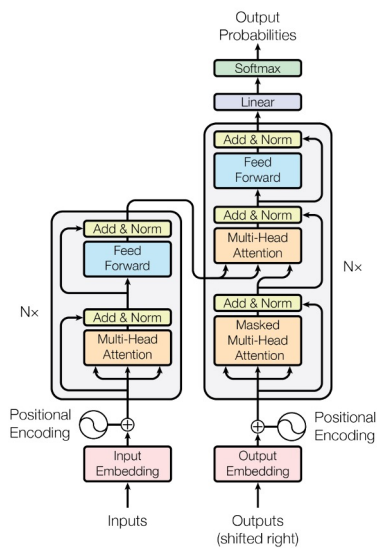 Output
Probabilities
Softmax
Linear
Add & Norm
Feed
Forward
Add & Norm
Multi-Head
Attention
Add & Norm
Masked
Multi-Head
Attention
Nx
Add & Norm
Feed
Forward
Add & Norm
Multi-Head
Attention
Nx
Positional
Encoding
Input
Embedding
Inputs
Positional
Encoding
Output
Embedding
Outputs
(shifted right)